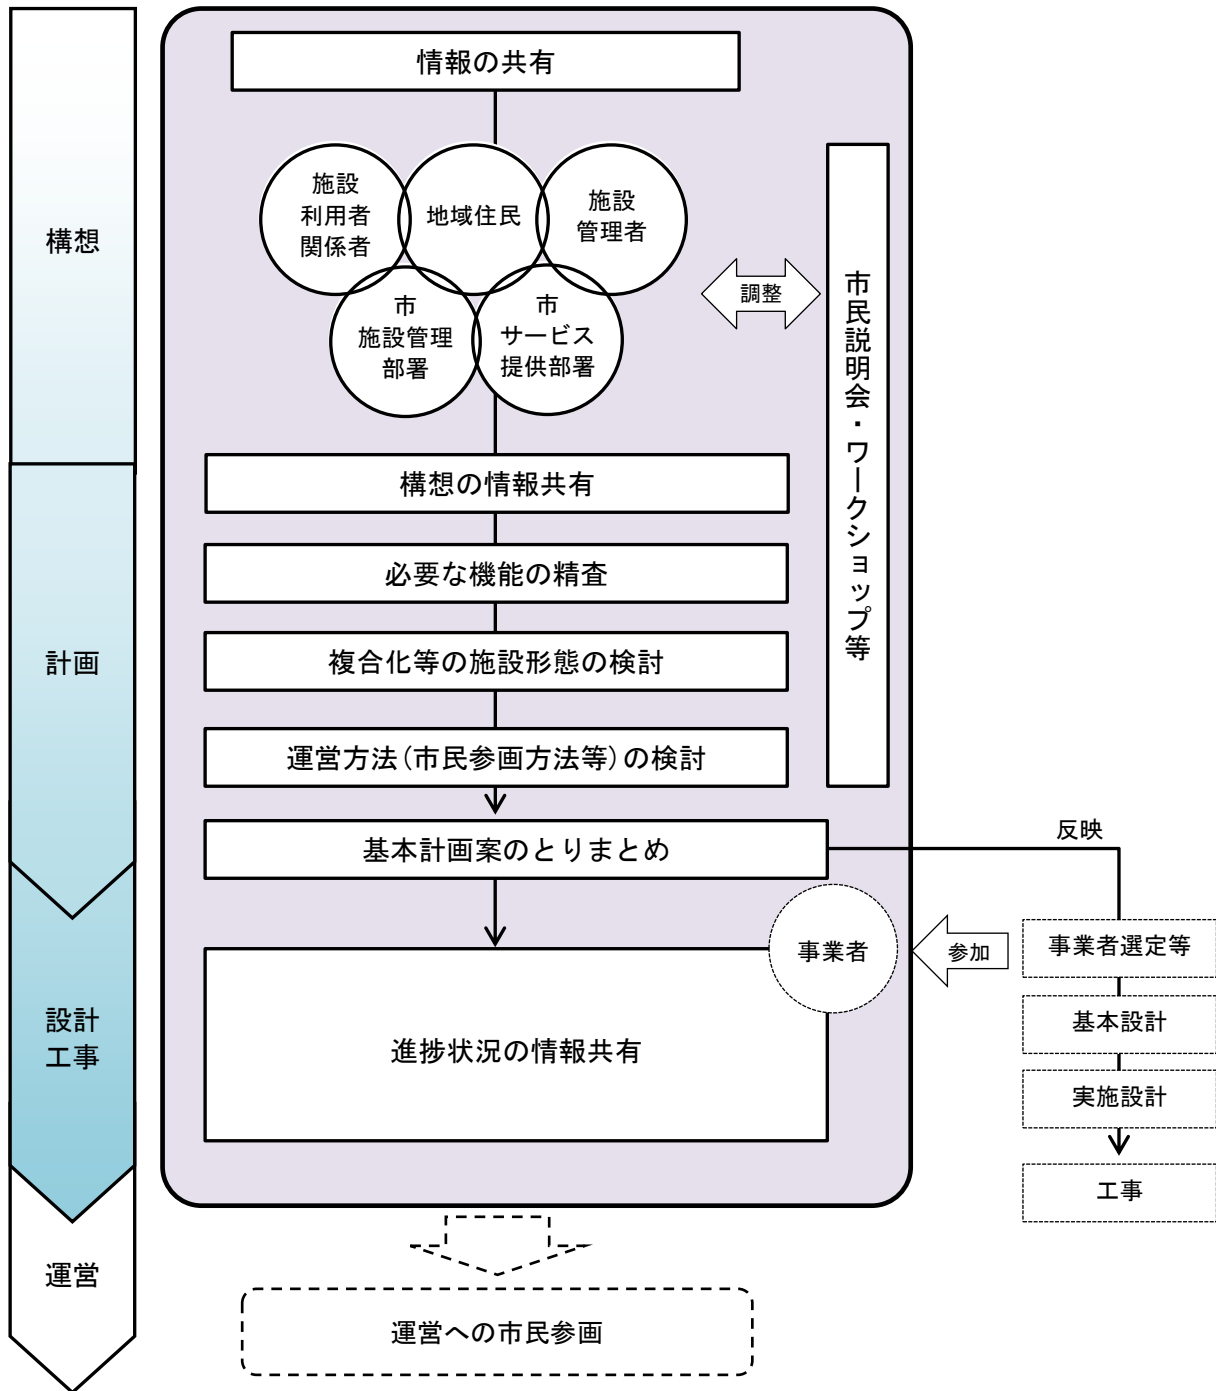 構想
計画
設計
工事
運営
情報の共有
施設
利用者
関係者
地域住民
施設
管理者
市
施設管理
部署
市
サービス
提供部署
調整
市民説明会・ワークショップ等
構想の情報共有
必要な機能の精査
複合化等の施設形態の検討
運営方法(市民参画方法等)の検討
基本計画案のとりまとめ
反映
事業者
参加
事業者選定等
基本設計
実施設計
工事
進捗状況の情報共有
運営への市民参画